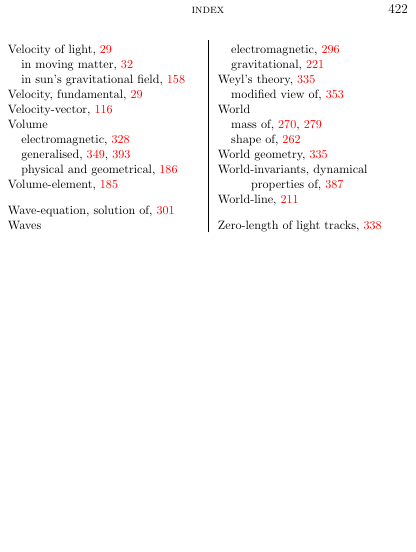 INDEX 422
Velocity of light, 29
in moving matter, 32
in sun's gravitational field, 158
Velocity, fundamental, 29
Velocity-vector, 116
Volume
electromagnetic, 328
generalised, 349, 393
physical and geometrical, 186
Volume-element, 185
Wave-equation, solution of, 301
Waves
electromagnetic, 296
gravitational, 221
Weyl's theory, 335
modified view of, 353
World
mass of, 270, 279
shape of, 262
World geometry, 335
World-invariants, dynamical
properties of, 387
World-line, 211
Zero-length of light tracks, 338